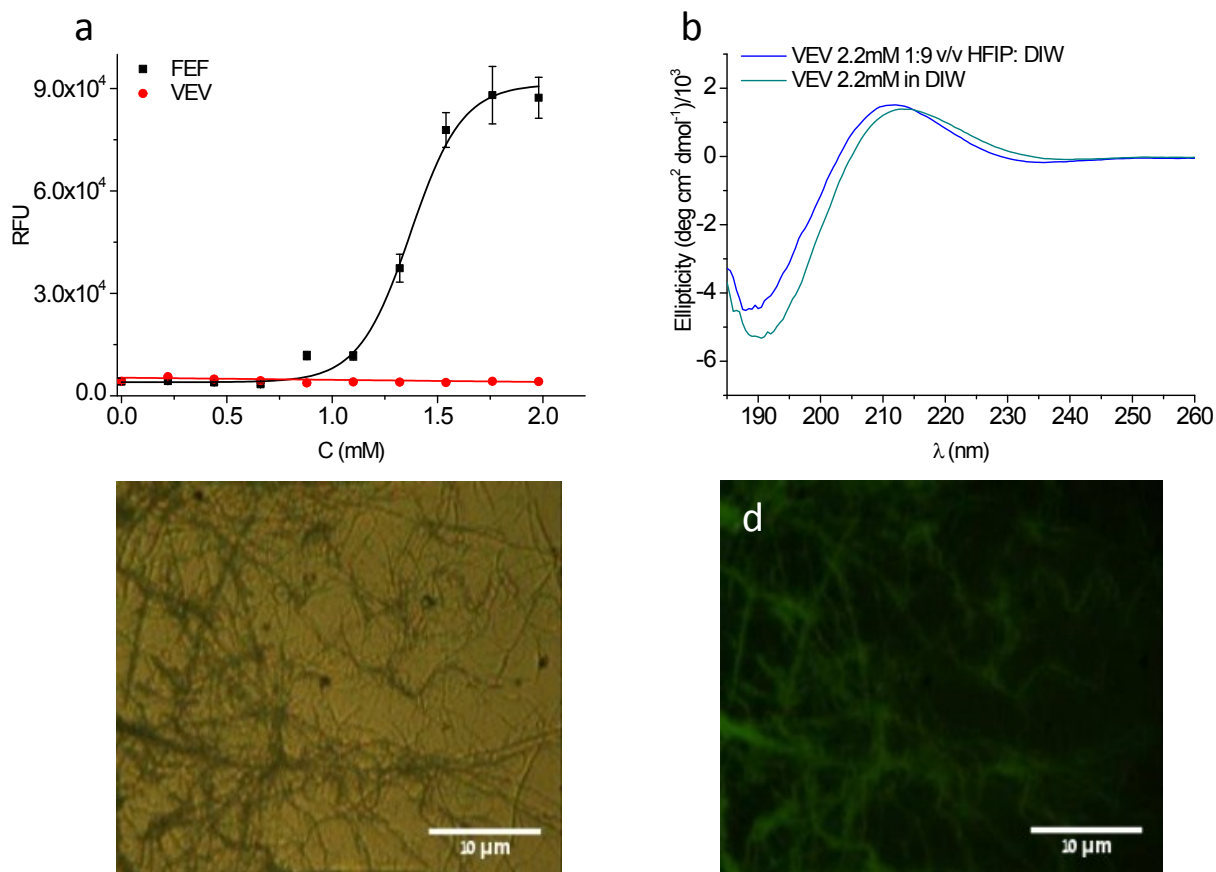 a
FEF
VEV
9.0x10⁴
6.0x10⁴
3.0x10⁴
0.0
RFU
0.0 0.5 1.0 1.5 2.0
C (mM)
b
VEV 2.2mM 1:9 v/v HFIP: DIW
VEV 2.2mM in DIW
2
0
-2
-4
-6
Ellipticity (deg cm² dmol⁻¹)/10³
190 200 210 220 230 240 250 260
λ (nm)
10 µm
d
10 µm